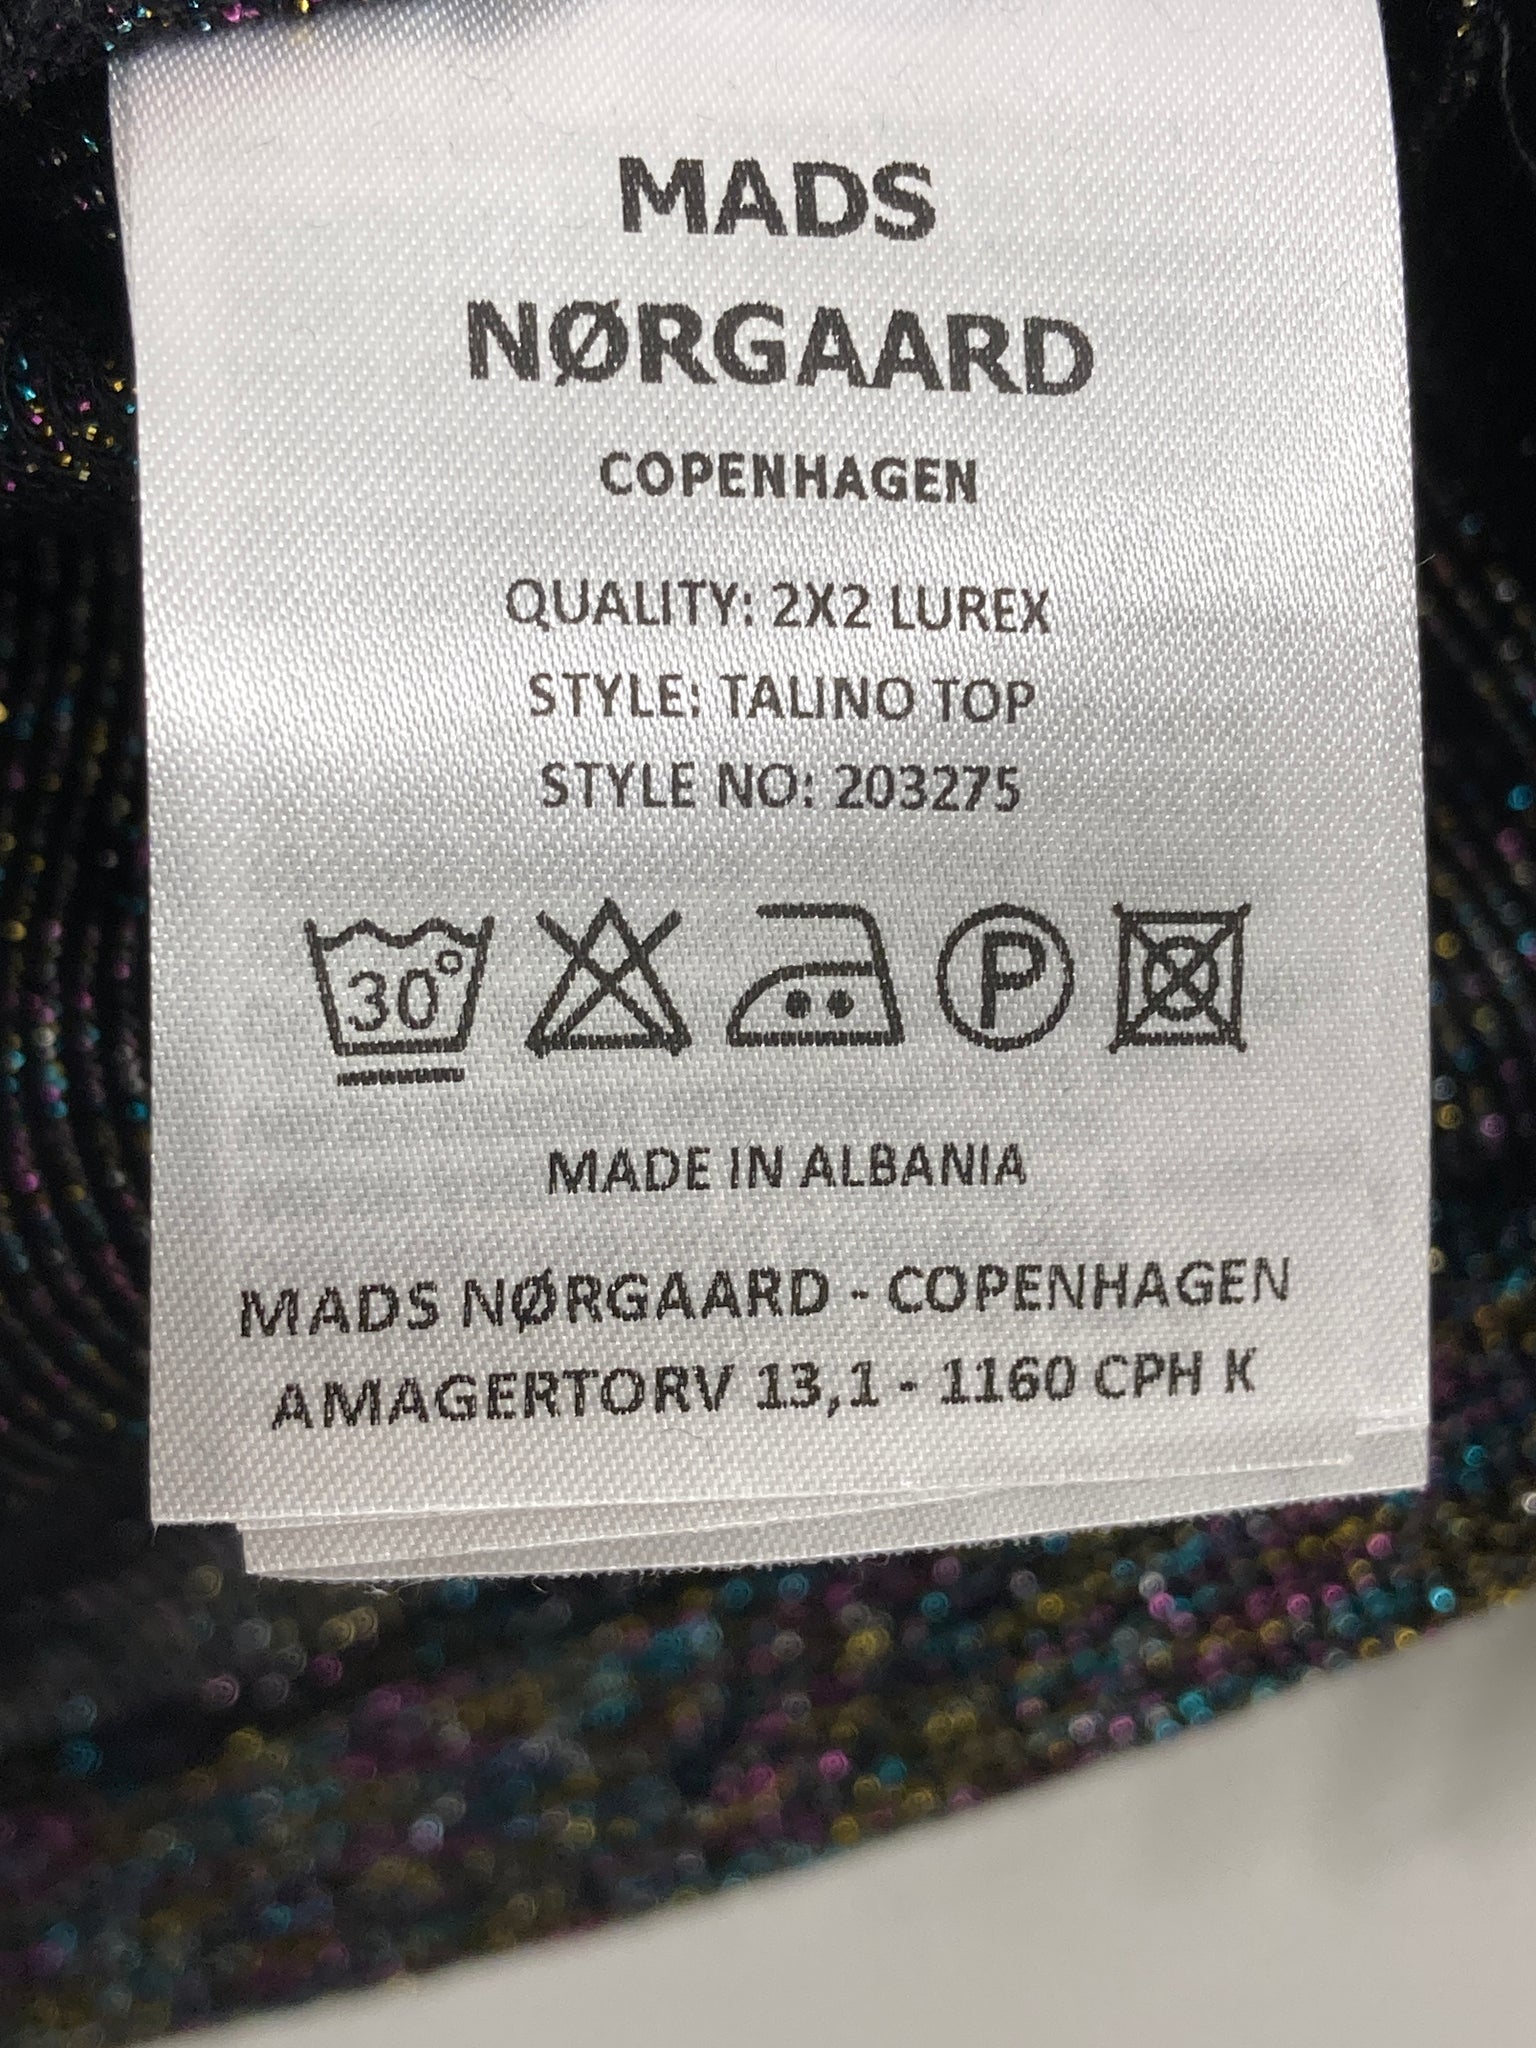 MADS
NØRGAARD
COPENHAGEN
QUALITY: 2X2 LUREX
STYLE: TALINO TOP
STYLE NO: 203275
30° P
MADE IN ALBANIA
MADS NØRGAARD - COPENHAGEN
AMAGERTORV 13,1 - 1160 CPH K